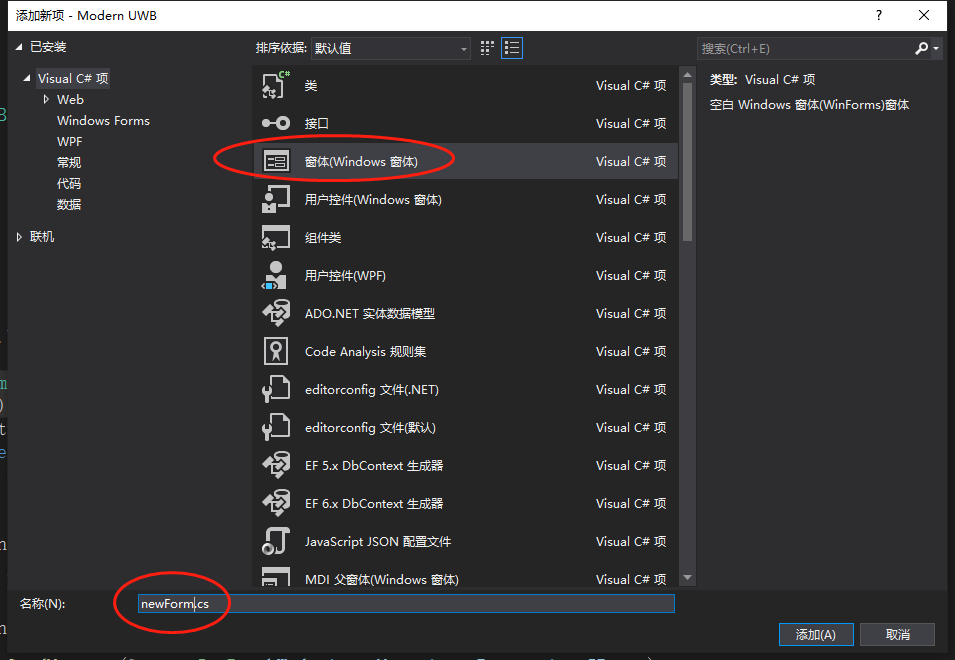 添加新项 - Modern UWB
已安装
Visual C# 项
Web
Windows Forms
WPF
常规
代码
数据
联机
排序依据: 默认值
类 Visual C# 项
接口 Visual C# 项
窗体(Windows 窗体) Visual C# 项
用户控件(Windows 窗体) Visual C# 项
组件类 Visual C# 项
用户控件(WPF) Visual C# 项
ADO.NET 实体数据模型 Visual C# 项
Code Analysis 规则集 Visual C# 项
editorconfig 文件(.NET) Visual C# 项
editorconfig 文件(默认) Visual C# 项
EF 5.x DbContext 生成器 Visual C# 项
EF 6.x DbContext 生成器 Visual C# 项
JavaScript JSON 配置文件 Visual C# 项
MDI 父窗体(Windows 窗体) Visual C# 项
搜索(Ctrl+E)
类型: Visual C# 项
空白 Windows 窗体(WinForms)窗体
名称(N): newForm.cs
添加(A) 取消